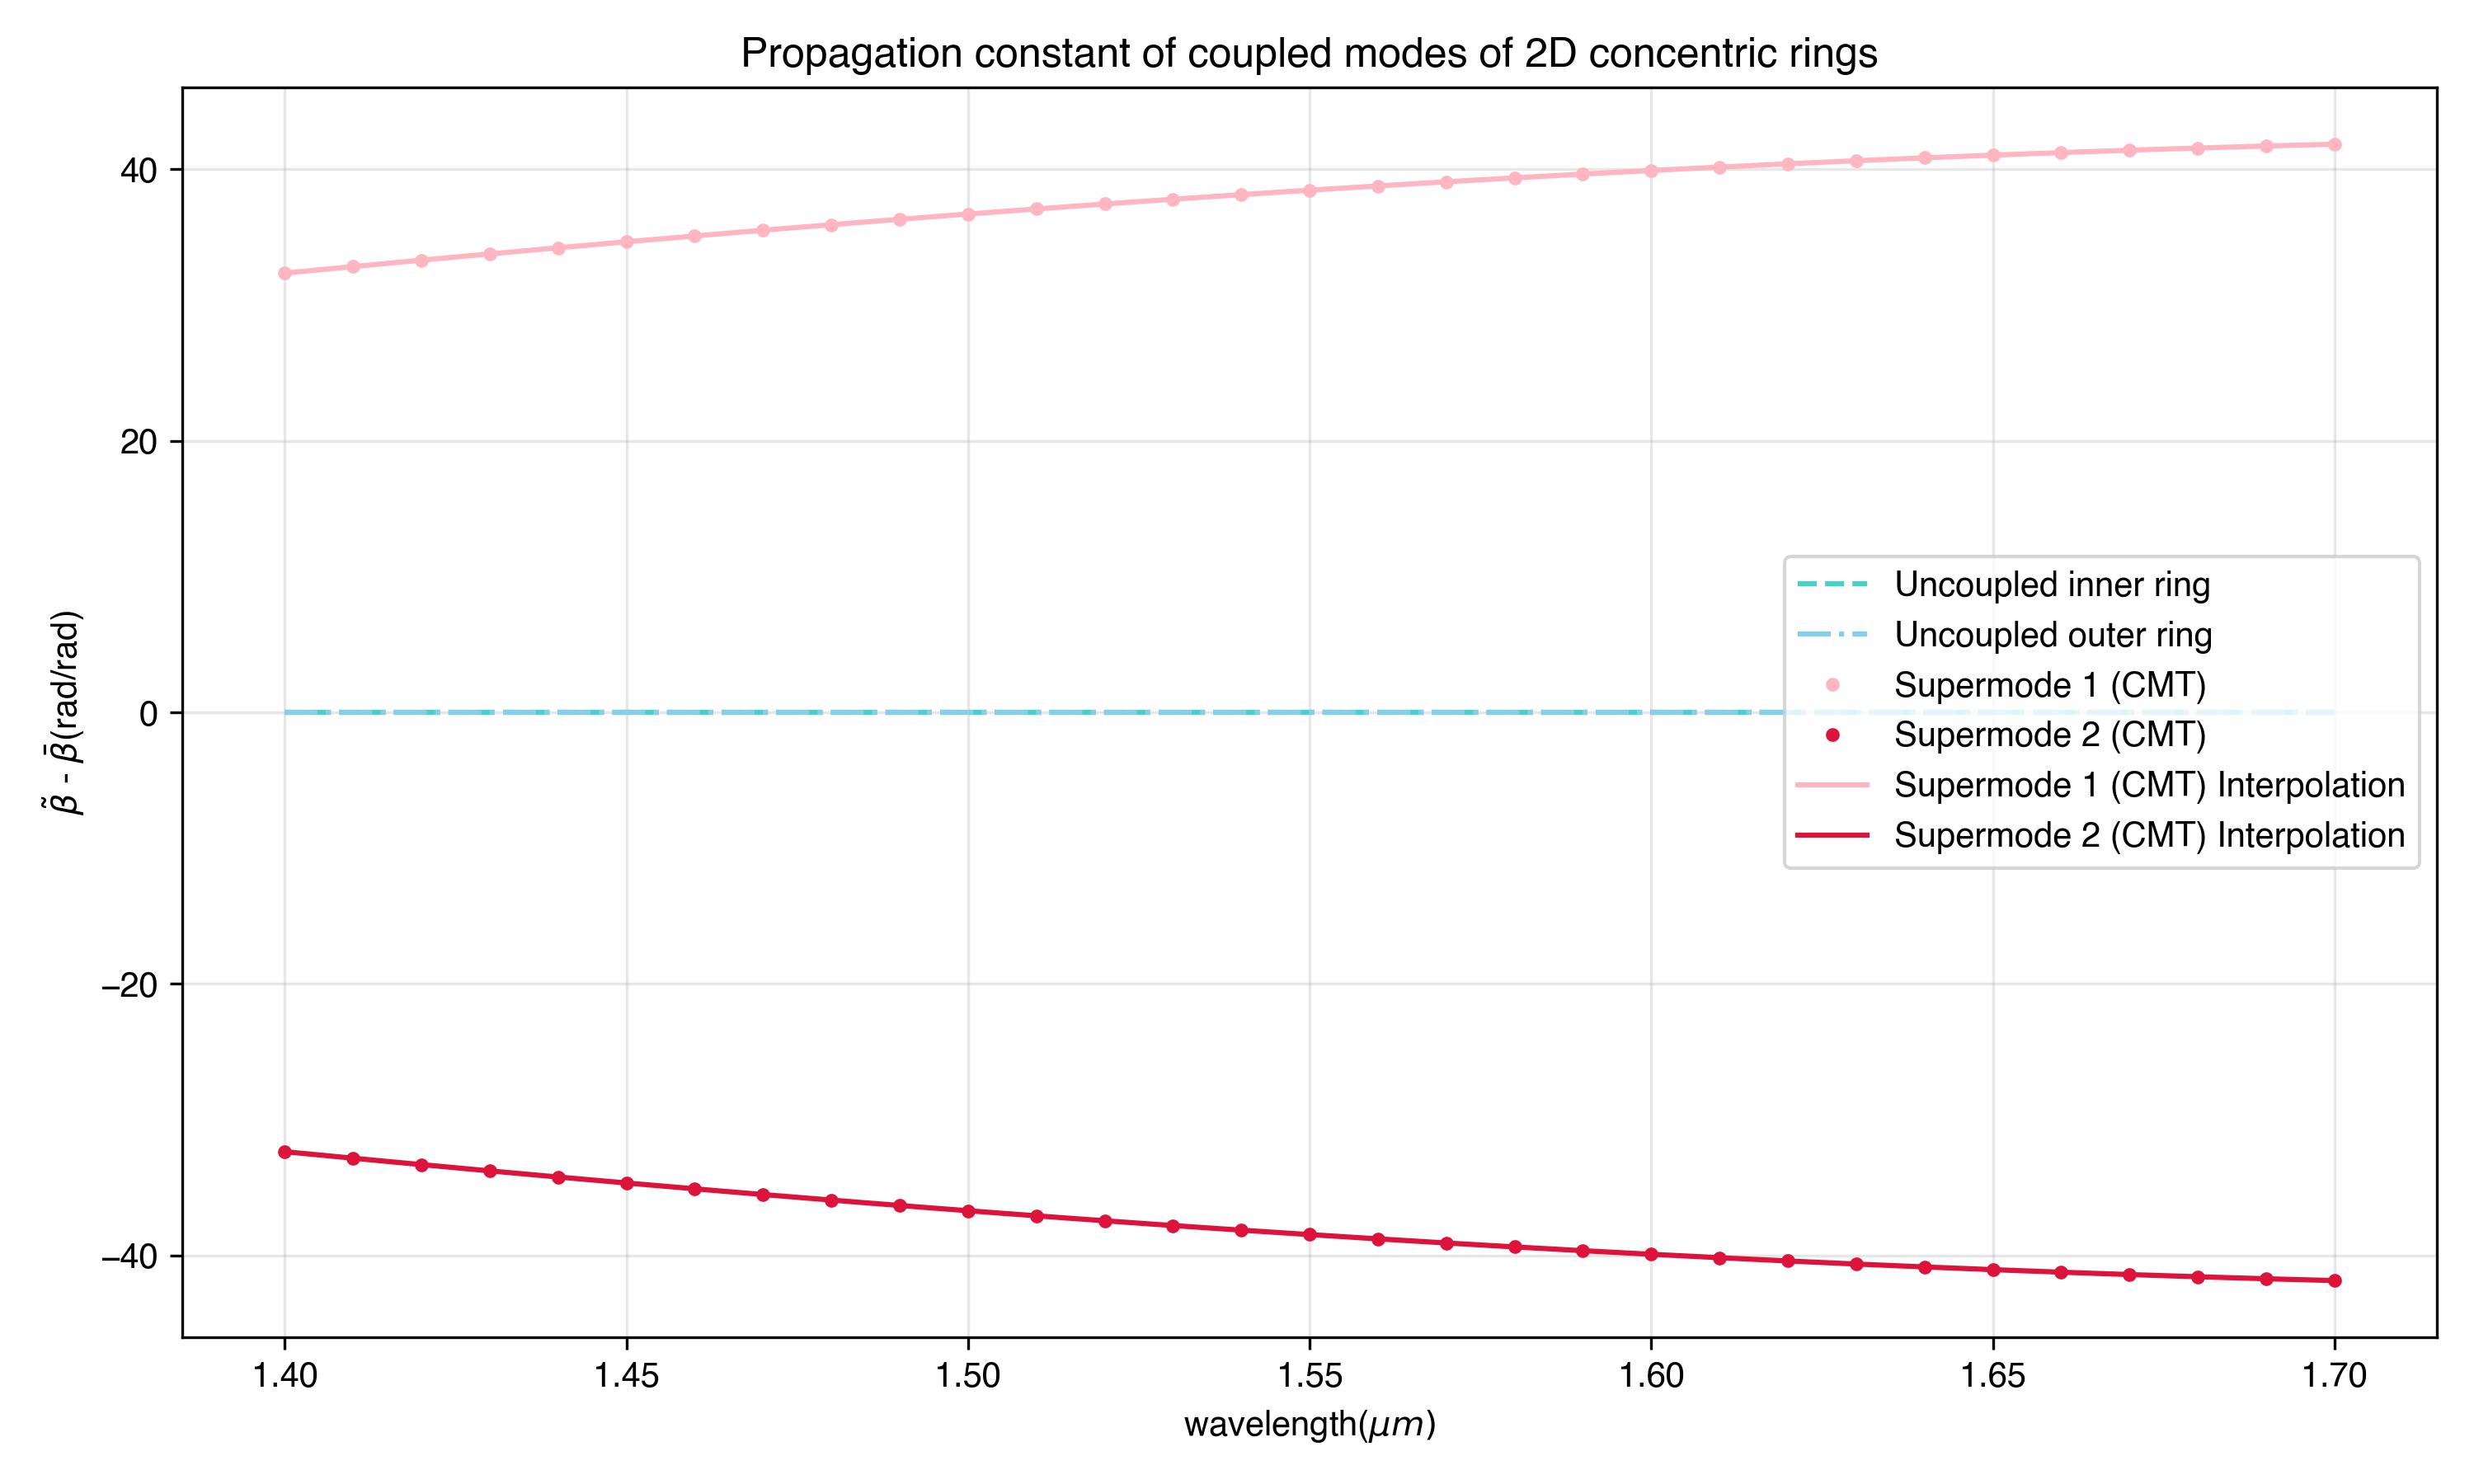 Propagation constant of coupled modes of 2D concentric rings
40
20
0
−20
−40
β̃ - β̄(rad/rad)
Uncoupled inner ring
Uncoupled outer ring
Supermode 1 (CMT)
Supermode 2 (CMT)
Supermode 1 (CMT) Interpolation
Supermode 2 (CMT) Interpolation
1.40 1.45 1.50 1.55 1.60 1.65 1.70
wavelength(μm)